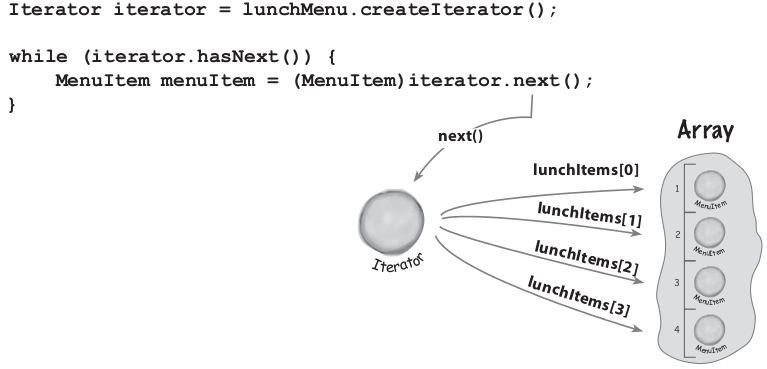 Iterator iterator = lunchMenu.createIterator();
while (iterator.hasNext()) {
    MenuItem menuItem = (MenuItem)iterator.next();
}
next()
Array
lunchItems[0]
lunchItems[1]
lunchItems[2]
lunchItems[3]
Iterator
1
MenuItem
2
MenuItem
3
MenuItem
4
MenuItem